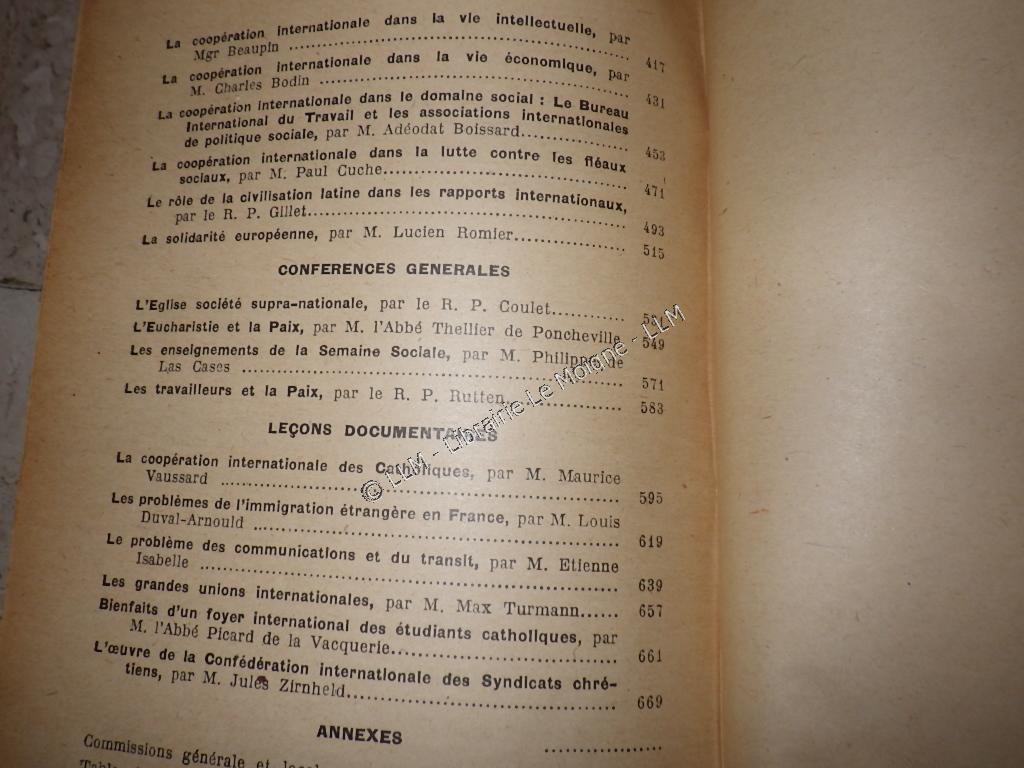 La coopération internationale dans la vie intellectuelle, par
Mgr Beaupin 417
La coopération internationale dans la vie économique, par
M. Charles Bodin 431
La coopération internationale dans le domaine social : Le Bureau
International du Travail et les associations internationales
de politique sociale, par M. Adéodat Boissard 453
La coopération internationale dans la lutte contre les fléaux
sociaux, par M. Paul Cuche 471
Le rôle de la civilisation latine dans les rapports internationaux,
par le R. P. Gillet 493
La solidarité européenne, par M. Lucien Romier 515
CONFERENCES GENERALES
L'Eglise société supra-nationale, par le R. P. Coulet
L'Eucharistie et la Paix, par M. l'Abbé Thellier de Poncheville 549
Les enseignements de la Semaine Sociale, par M. Philippe de
Las Cases 571
Les travailleurs et la Paix, par le R. P. Rutten 583
LEÇONS DOCUMENTAIRES
La coopération internationale des Catholiques, par M. Maurice
Vaussard 595
Les problèmes de l'immigration étrangère en France, par M. Louis
Duval-Arnould 619
Le problème des communications et du transit, par M. Etienne
Isabelle 639
Les grandes unions internationales, par M. Max Turmann 657
Bienfaits d'un foyer international des étudiants catholiques, par
M. l'Abbé Picard de la Vacquerie 661
L'œuvre de la Confédération internationale des Syndicats chré-
tiens, par M. Jules Zirnheld 669
ANNEXES
Commissions générale et
© LLM - Librairie Le Moigne - LLM